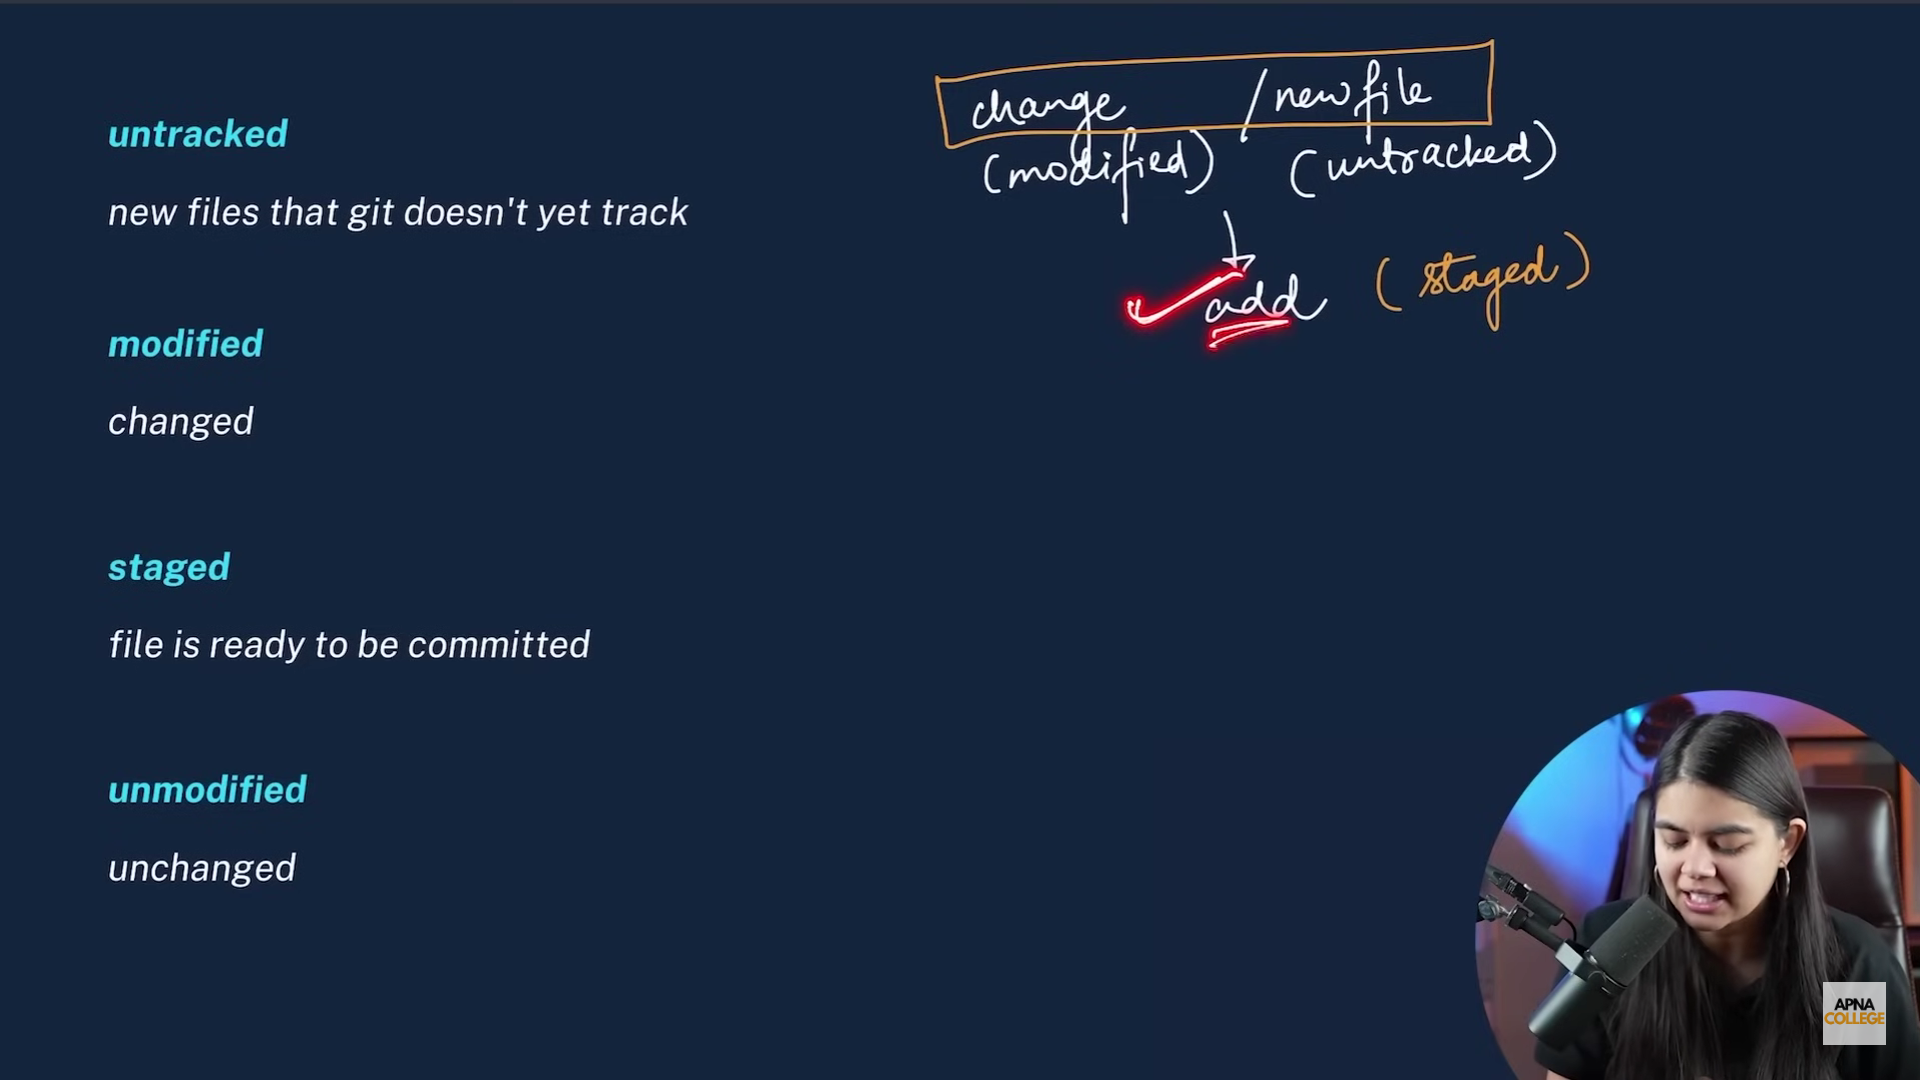 untracked
new files that git doesn't yet track
modified
changed
staged
file is ready to be committed
unmodified
unchanged
change / new file
(modified) (untracked)
add (staged)
APNA
COLLEGE